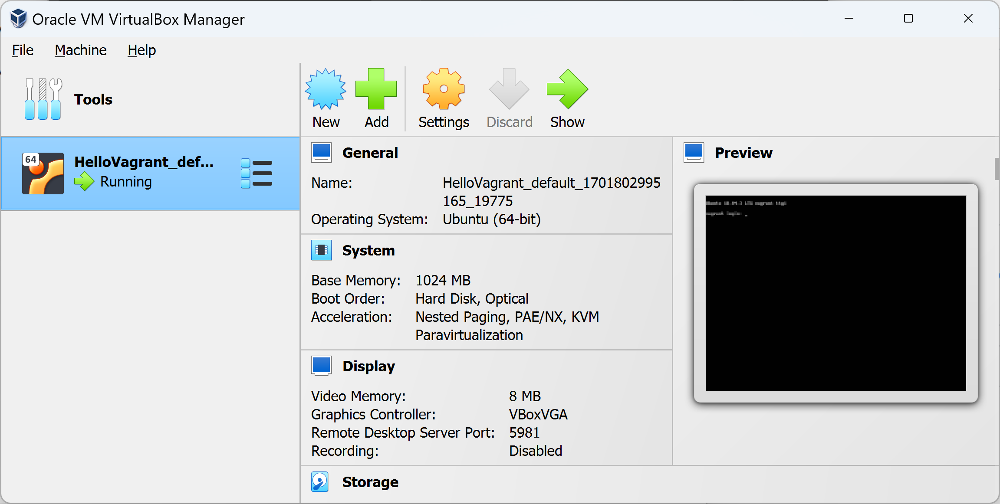 Oracle VM VirtualBox Manager
File Machine Help
Tools
New Add Settings Discard Show
64
HelloVagrant_def...
Running
General
Name: HelloVagrant_default_1701802995
165_19775
Operating System: Ubuntu (64-bit)
System
Base Memory: 1024 MB
Boot Order: Hard Disk, Optical
Acceleration: Nested Paging, PAE/NX, KVM
Paravirtualization
Display
Video Memory: 8 MB
Graphics Controller: VBoxVGA
Remote Desktop Server Port: 5981
Recording: Disabled
Storage
Preview